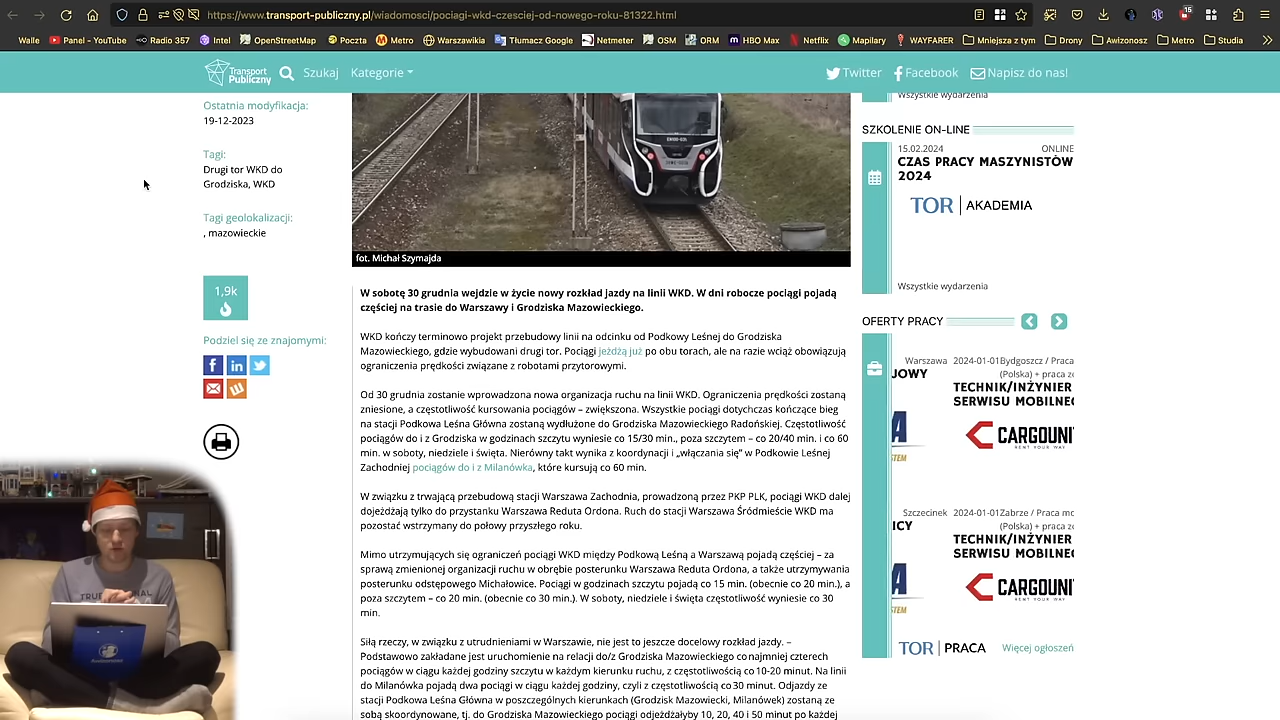 https://www.transport-publiczny.pl/wiadomosci/pociagi-wkd-czesciej-od-nowego-roku-81322.html
15
Walle
Panel - YouTube
Radio 357
Intel
OpenStreetMap
Poczta
Metro
Warszawikia
Tłumacz Google
Netmeter
OSM
ORM
HBO Max
Netflix
Mapilary
WAYFARER
Mniejsza z tym
Drony
Awizonosz
Metro
Studia
Transport Publiczny
Szukaj
Kategorie
Twitter
Facebook
Napisz do nas!
Ostatnia modyfikacja:
19-12-2023
Tagi:
Drugi tor WKD do
Grodziska, WKD
Tagi geolokalizacji:
, mazowieckie
1,9k
Podziel się ze znajomymi:
fot. Michał Szymajda
W sobotę 30 grudnia wejdzie w życie nowy rozkład jazdy na linii WKD. W dni robocze pociągi pojadą
częściej na trasie do Warszawy i Grodziska Mazowieckiego.
WKD kończy terminowo projekt przebudowy linii na odcinku od Podkowy Leśnej do Grodziska
Mazowieckiego, gdzie wybudowani drugi tor. Pociągi jeżdżą już po obu torach, ale na razie wciąż obowiązują
ograniczenia prędkości związane z robotami przytorowymi.
Od 30 grudnia zostanie wprowadzona nowa organizacja ruchu na linii WKD. Ograniczenia prędkości zostaną
zniesione, a częstotliwość kursowania pociągów – zwiększona. Wszystkie pociągi dotychczas kończące bieg
na stacji Podkowa Leśna Główna zostaną wydłużone do Grodziska Mazowieckiego Radońskiej. Częstotliwość
pociągów do i z Grodziska w godzinach szczytu wyniesie co 15/30 min., poza szczytem – co 20/40 min. i co 60
min. w soboty, niedziele i święta. Nierówny takt wynika z koordynacji i „włączania się” w Podkowie Leśnej
Zachodniej pociągów do i z Milanówka, które kursują co 60 min.
W związku z trwającą przebudową stacji Warszawa Zachodnia, prowadzoną przez PKP PLK, pociągi WKD dalej
dojeżdżają tylko do przystanku Warszawa Reduta Ordona. Ruch do stacji Warszawa Śródmieście WKD ma
pozostać wstrzymany do połowy przyszłego roku.
Mimo utrzymujących się ograniczeń pociągi WKD między Podkową Leśną a Warszawą pojadą częściej – za
sprawą zmienionej organizacji ruchu w obrębie posterunku Warszawa Reduta Ordona, a także utrzymywania
posterunku odstępowego Michałowice. Pociągi w godzinach szczytu pojadą co 15 min. (obecnie co 20 min.), a
poza szczytem – co 20 min. (obecnie co 30 min.). W soboty, niedziele i święta częstotliwość wyniesie co 30
min.
Siłą rzeczy, w związku z utrudnieniami w Warszawie, nie jest to jeszcze docelowy rozkład jazdy. –
Podstawowo zakładane jest uruchomienie na relacji do/z Grodziska Mazowieckiego co najmniej czterech
pociągów w ciągu każdej godziny szczytu w każdym kierunku ruchu, z częstotliwością co 10-20 minut. Na linii
do Milanówka pojadą dwa pociągi w ciągu każdej godziny, czyli z częstotliwością co 30 minut. Odjazdy ze
stacji Podkowa Leśna Główna w poszczególnych kierunkach (Grodzisk Mazowiecki, Milanówek) zostaną ze
sobą skoordynowane, tj. do Grodziska Mazowieckiego pociągi odjeżdżałyby 10, 20, 40 i 50 minut po każdej
Wszystkie wydarzenia
SZKOLENIE ON-LINE
15.02.2024 ONLINE
CZAS PRACY MASZYNISTÓW
2024
TOR | AKADEMIA
Wszystkie wydarzenia
OFERTY PRACY
Warszawa 2024-01-01 Bydgoszcz / Praca
(Polska) + praca
JOWY
TECHNIK/INŻYNIER
SERWISU MOBILNE
CARGOUNI
RENT YOUR WAY
STEM
Szczecinek 2024-01-01 Zabrze / Praca
(Polska) + praca
ICY
TECHNIK/INŻYNIER
SERWISU MOBILNE
CARGOUNI
RENT YOUR WAY
STEM
TOR | PRACA
Więcej ogłoszeń